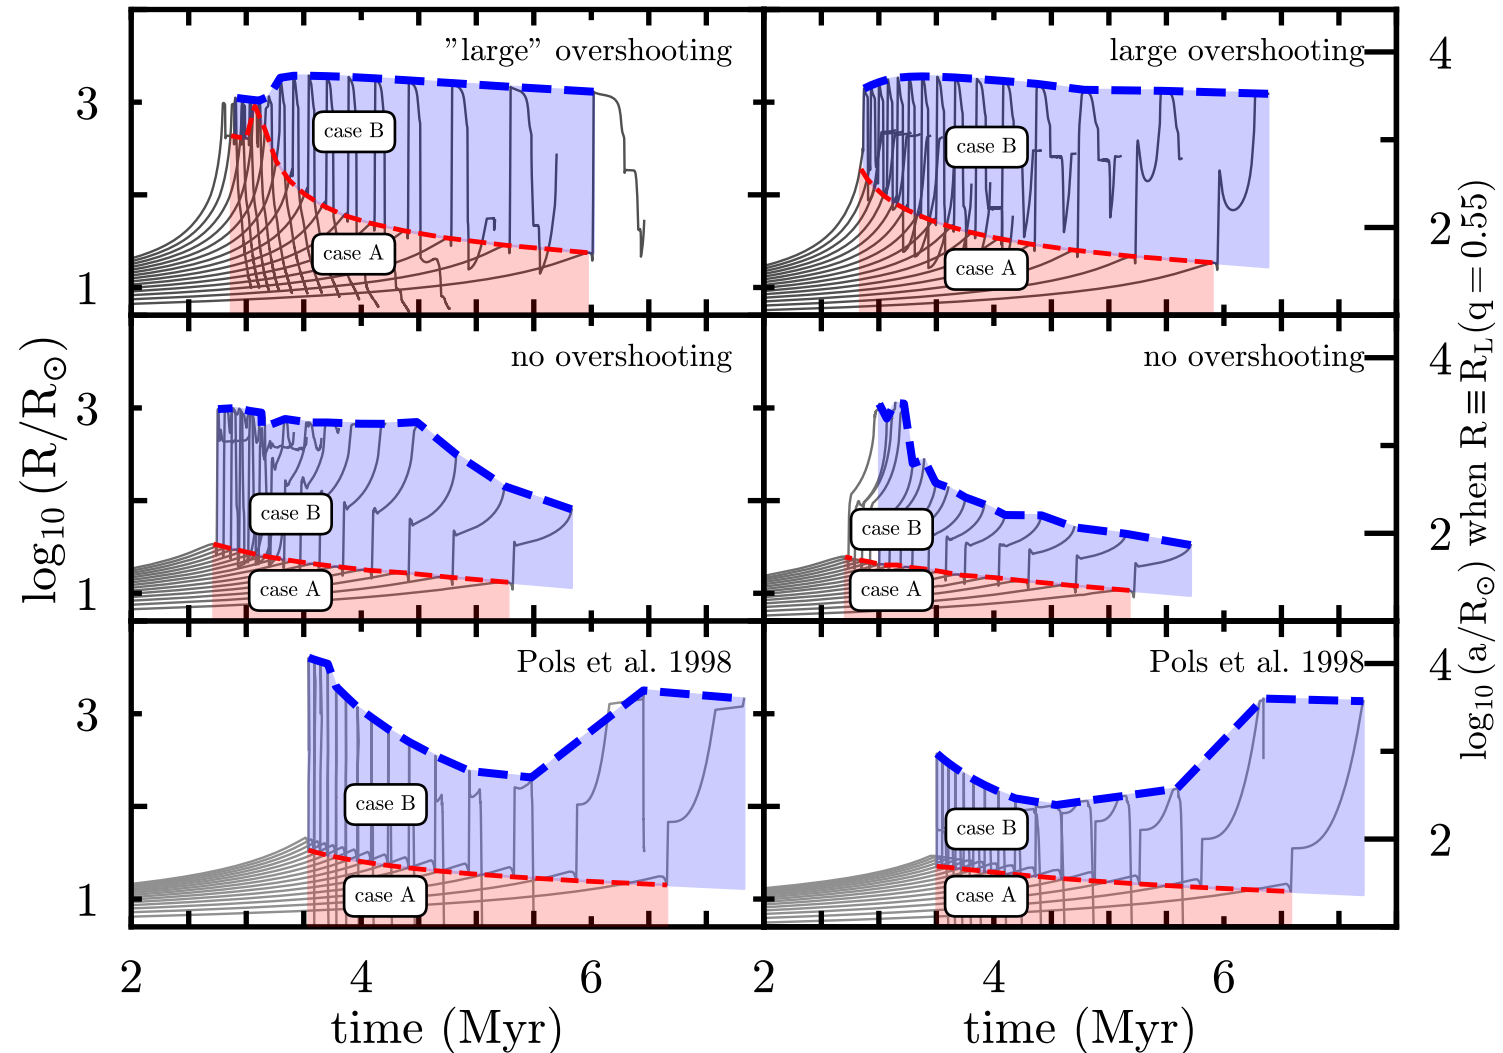 "large" overshooting
large overshooting
4
3
case B
case B
2
case A
case A
1
no overshooting
no overshooting
4
3
case B
case B
2
1
case A
case A
Pols et al. 1998
Pols et al. 1998
4
3
case B
case B
2
1
case A
case A
log10 (R/R⊙)
log10 (a/R⊙) when R≡RL(q=0.55)
2
4
6
2
4
6
time (Myr)
time (Myr)